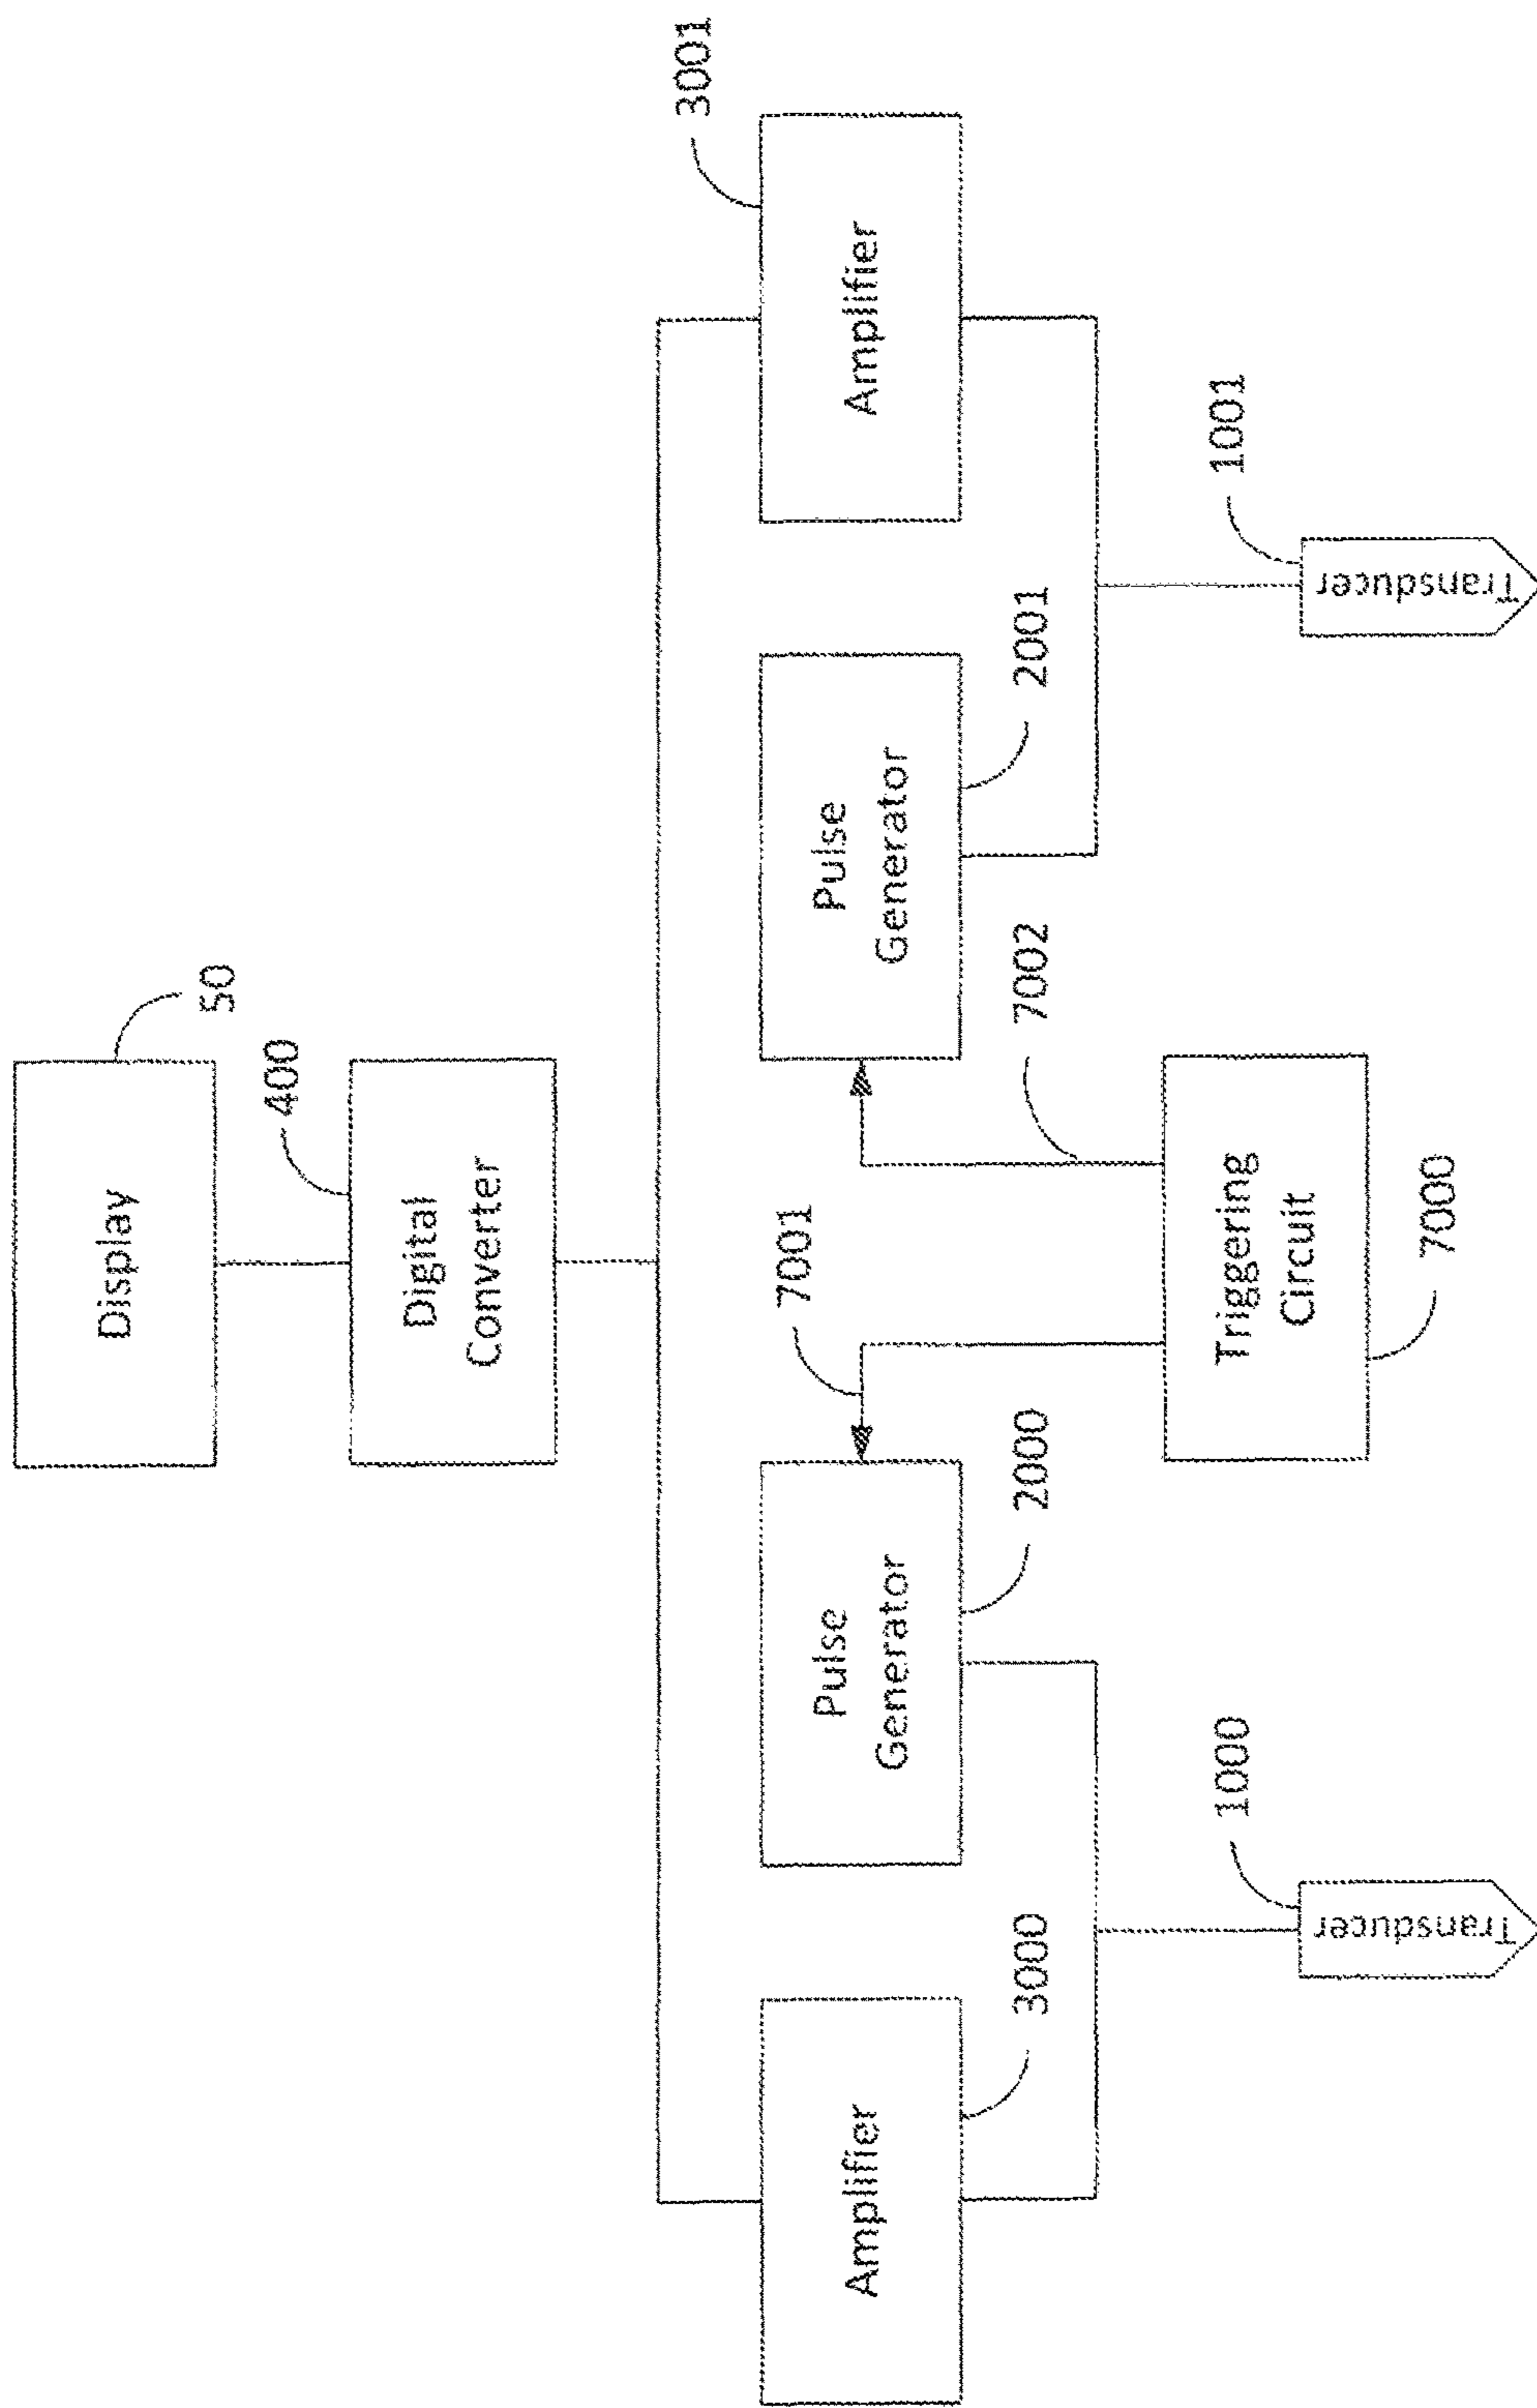 Display
50
400
Digital
Converter
3001
Amplifier
Pulse
Generator
2001
7002
7001
Pulse
Generator
2000
Amplifier
3000
Triggering
Circuit
7000
1001
Transducer
1000
Transducer